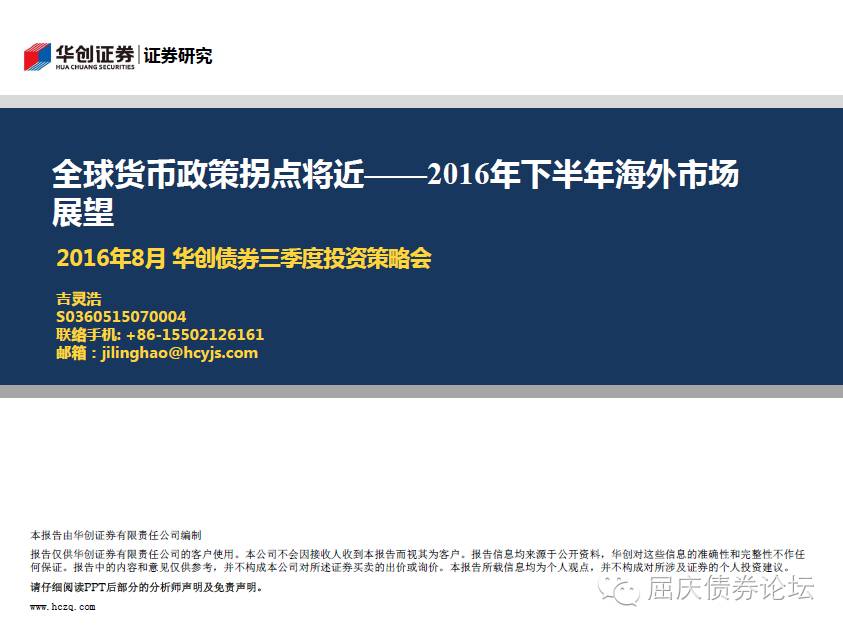 华创证券 证券研究
HUA CHUANG SECURITIES
全球货币政策拐点将近——2016年下半年海外市场
展望
2016年8月 华创债券三季度投资策略会
吉灵浩
S0360515070004
联络手机: +86-15502126161
邮箱：jilinghao@hcyjs.com
本报告由华创证券有限责任公司编制
报告仅供华创证券有限责任公司的客户使用。本公司不会因接收人收到本报告而视其为客户。报告信息均来源于公开资料，华创对这些信息的准确性和完整性不作任
何保证。报告中的内容和意见仅供参考，并不构成本公司对所述证券买卖的出价或询价。本报告所载信息均为个人观点，并不构成对所涉及证券的个人投资建议。
请仔细阅读PPT后部分的分析师声明及免责声明。
www.hczq.com
屈庆债券论坛